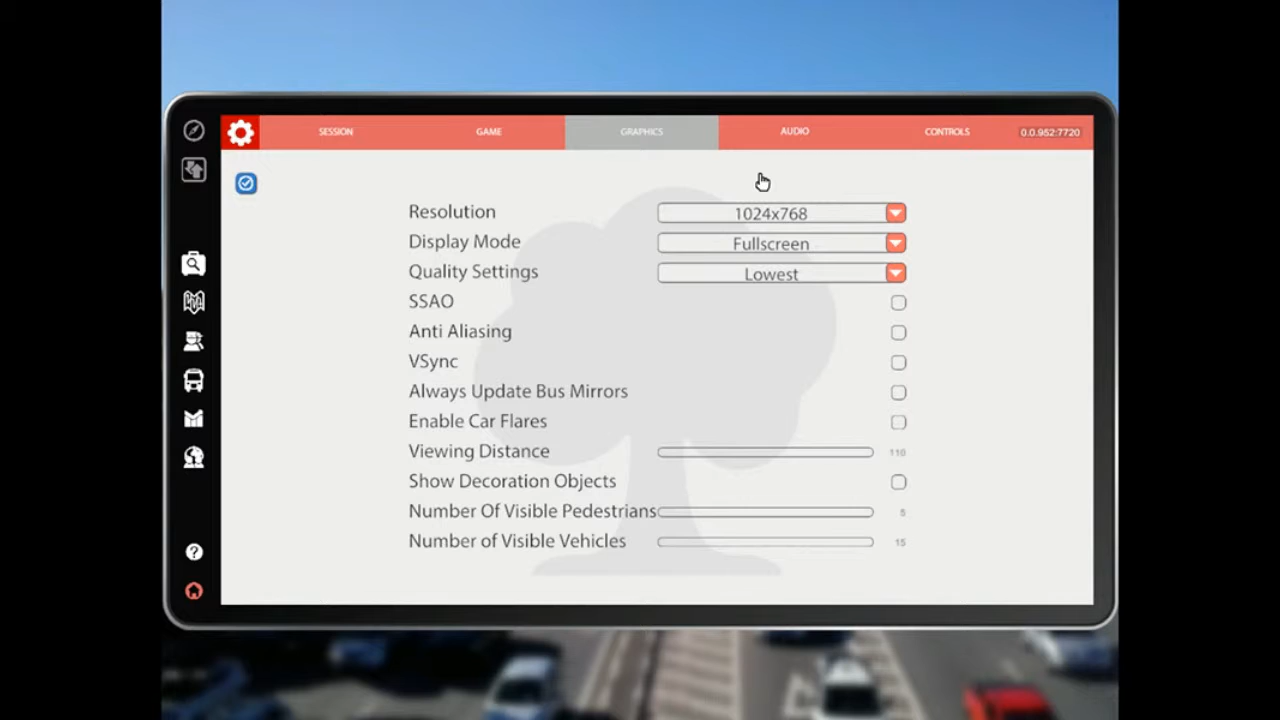 SESSION GAME GRAPHICS AUDIO CONTROLS 0.0.952:7720
Resolution 1024x768
Display Mode Fullscreen
Quality Settings Lowest
SSAO
Anti Aliasing
VSync
Always Update Bus Mirrors
Enable Car Flares
Viewing Distance 110
Show Decoration Objects
Number Of Visible Pedestrians 5
Number of Visible Vehicles 15